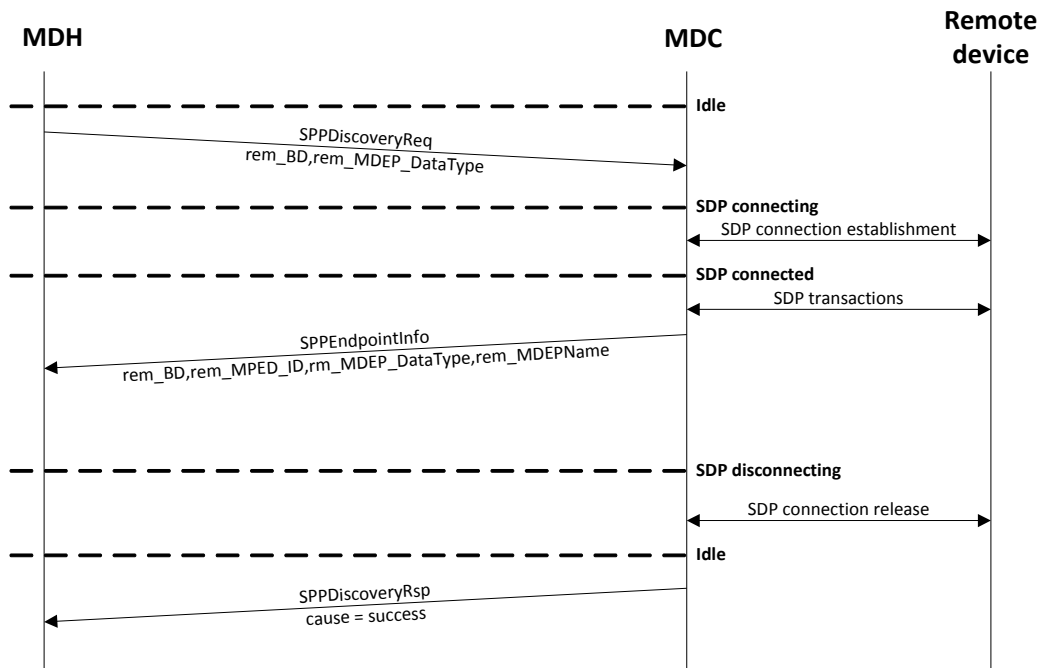 MDH
MDC
Remote
device
Idle
SPPDiscoveryReq
rem_BD,rem_MDEP_DataType
SDP connecting
SDP connection establishment
SDP connected
SDP transactions
SPPEndpointInfo
rem_BD,rem_MPED_ID,rm_MDEP_DataType,rem_MDEPName
SDP disconnecting
SDP connection release
Idle
SPPDiscoveryRsp
cause = success